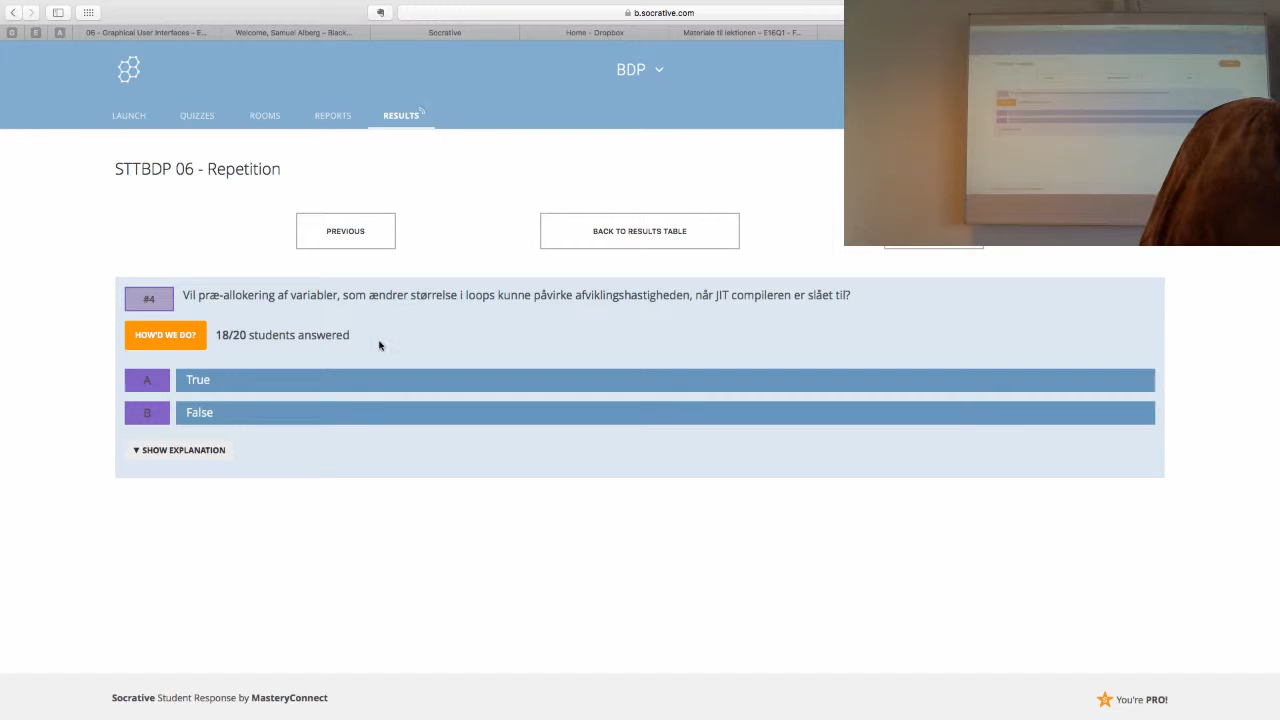 b.socrative.com
06 - Graphical User Interfaces – E...
Welcome, Samuel Alberg – Black...
Socrative
Home - Dropbox
Materiale til lektionen – E16Q1 – F...
BDP
LAUNCH
QUIZZES
ROOMS
REPORTS
RESULTS
STTBDP 06 - Repetition
PREVIOUS
BACK TO RESULTS TABLE
#4
Vil præ-allokering af variabler, som ændrer størrelse i loops kunne påvirke afviklingshastigheden, når JIT compileren er slået til?
HOW'D WE DO?
18/20 students answered
A
True
B
False
▼ SHOW EXPLANATION
Socrative Student Response by MasteryConnect
You're PRO!